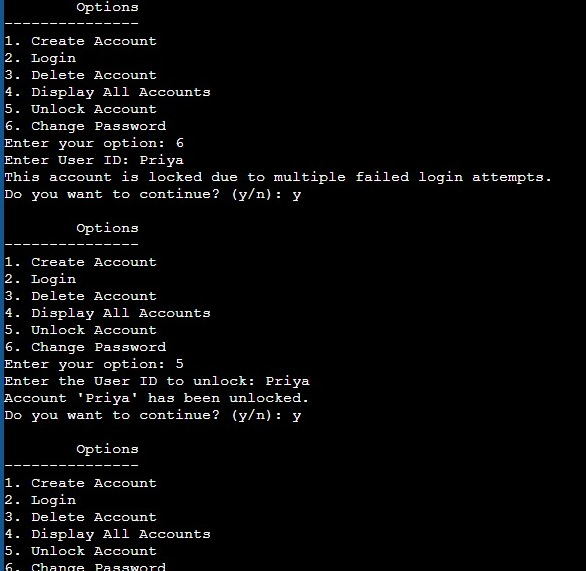 Options
---------------
1. Create Account
2. Login
3. Delete Account
4. Display All Accounts
5. Unlock Account
6. Change Password
Enter your option: 6
Enter User ID: Priya
This account is locked due to multiple failed login attempts.
Do you want to continue? (y/n): y
Options
---------------
1. Create Account
2. Login
3. Delete Account
4. Display All Accounts
5. Unlock Account
6. Change Password
Enter your option: 5
Enter the User ID to unlock: Priya
Account 'Priya' has been unlocked.
Do you want to continue? (y/n): y
Options
---------------
1. Create Account
2. Login
3. Delete Account
4. Display All Accounts
5. Unlock Account
6. Change Password